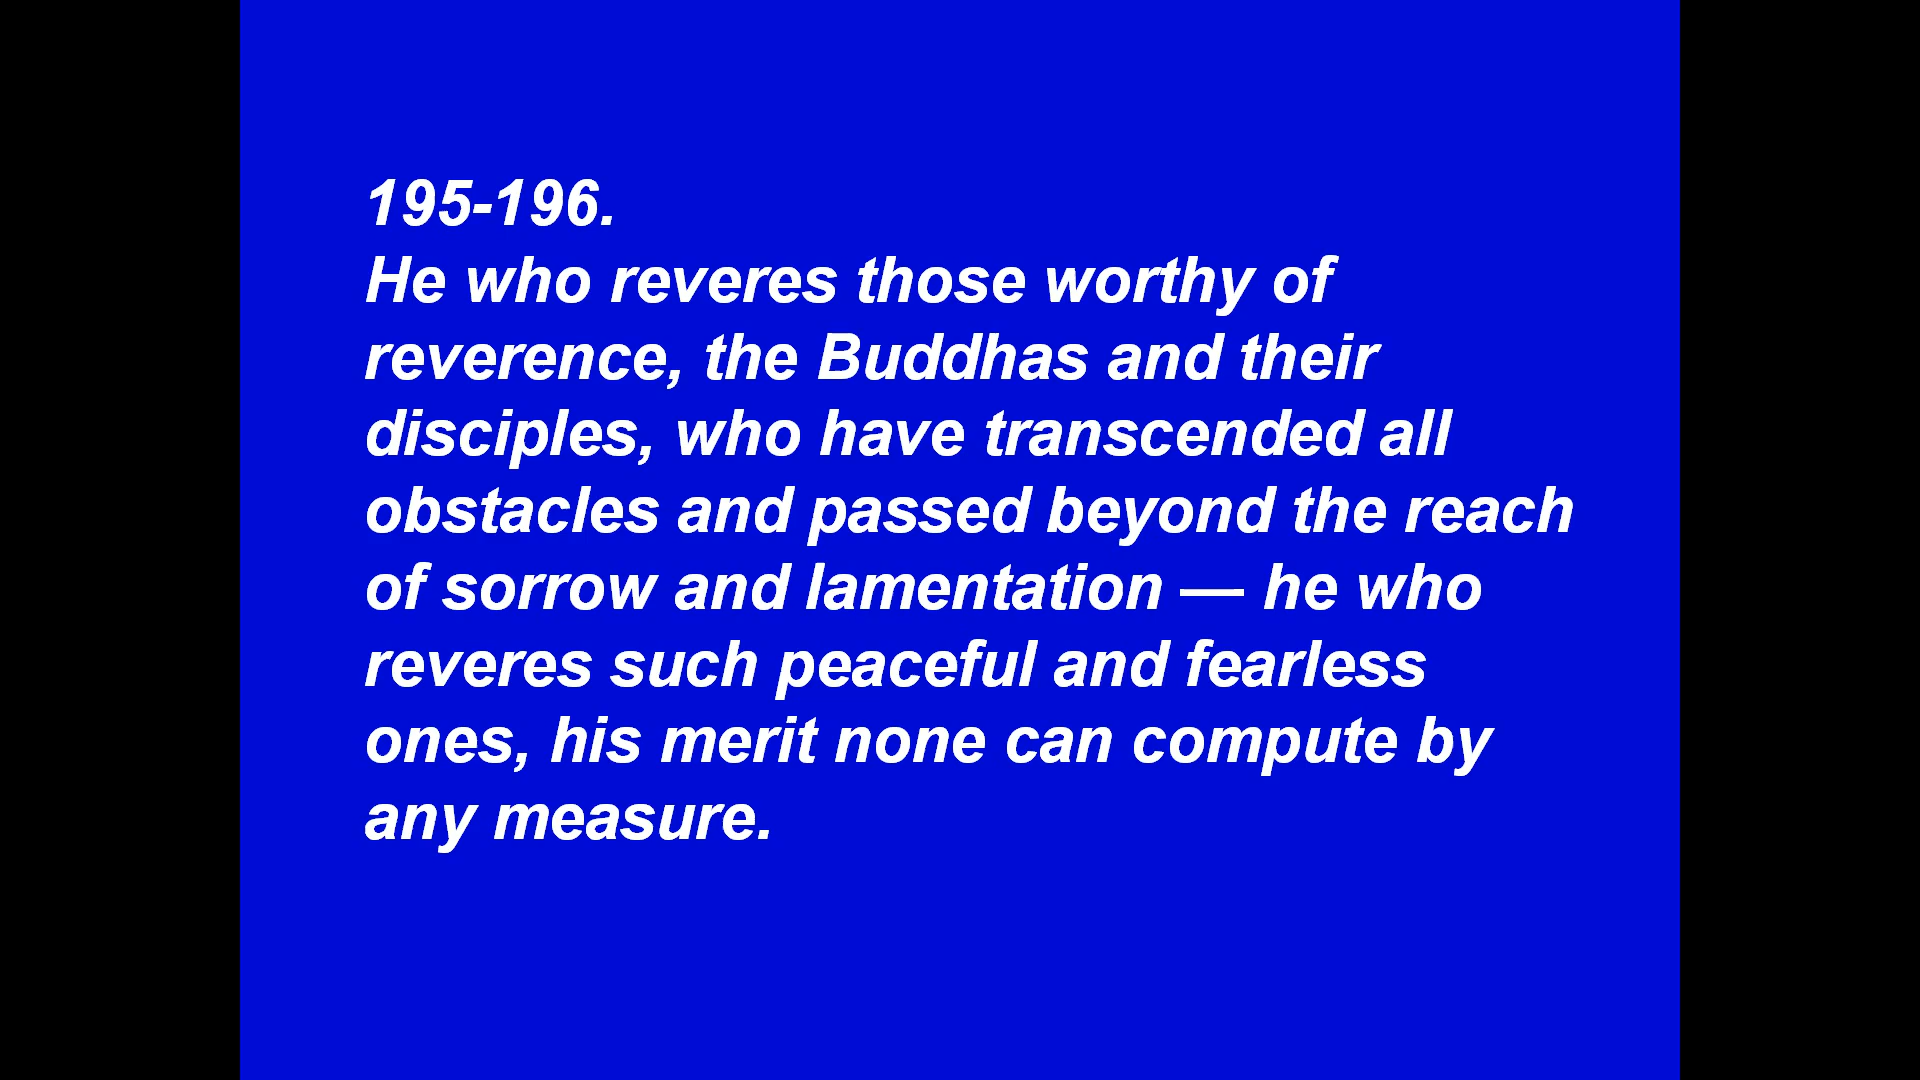 195-196.
He who reveres those worthy of
reverence, the Buddhas and their
disciples, who have transcended all
obstacles and passed beyond the reach
of sorrow and lamentation — he who
reveres such peaceful and fearless
ones, his merit none can compute by
any measure.